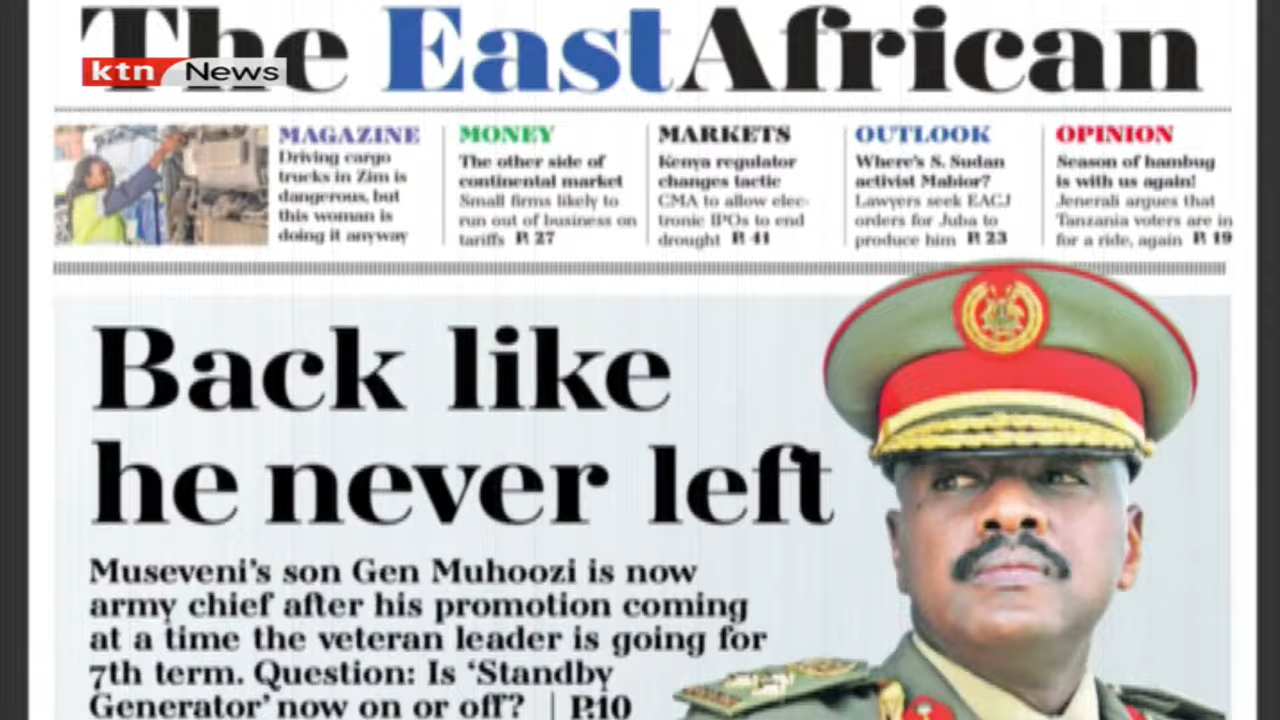 The EastAfrican
ktn News
MAGAZINE
Driving cargo
trucks in Zim is
dangerous, but
this woman is
doing it anyway
MONEY
The other side of
continental market
Small firms likely to
run out of business on
tariffs P. 27
MARKETS
Kenya regulator
changes tactic
CMA to allow elec-
tronic IPOs to end
drought P. 41
OUTLOOK
Where's S. Sudan
activist Mabior?
Lawyers seek EACJ
orders for Juba to
produce him P. 23
OPINION
Season of hambug
is with us again!
Jenerali argues that
Tanzania voters are in
for a ride, again P. 19
Back like
he never left
Museveni's son Gen Muhoozi is now
army chief after his promotion coming
at a time the veteran leader is going for
7th term. Question: Is 'Standby
Generator' now on or off? | P.10